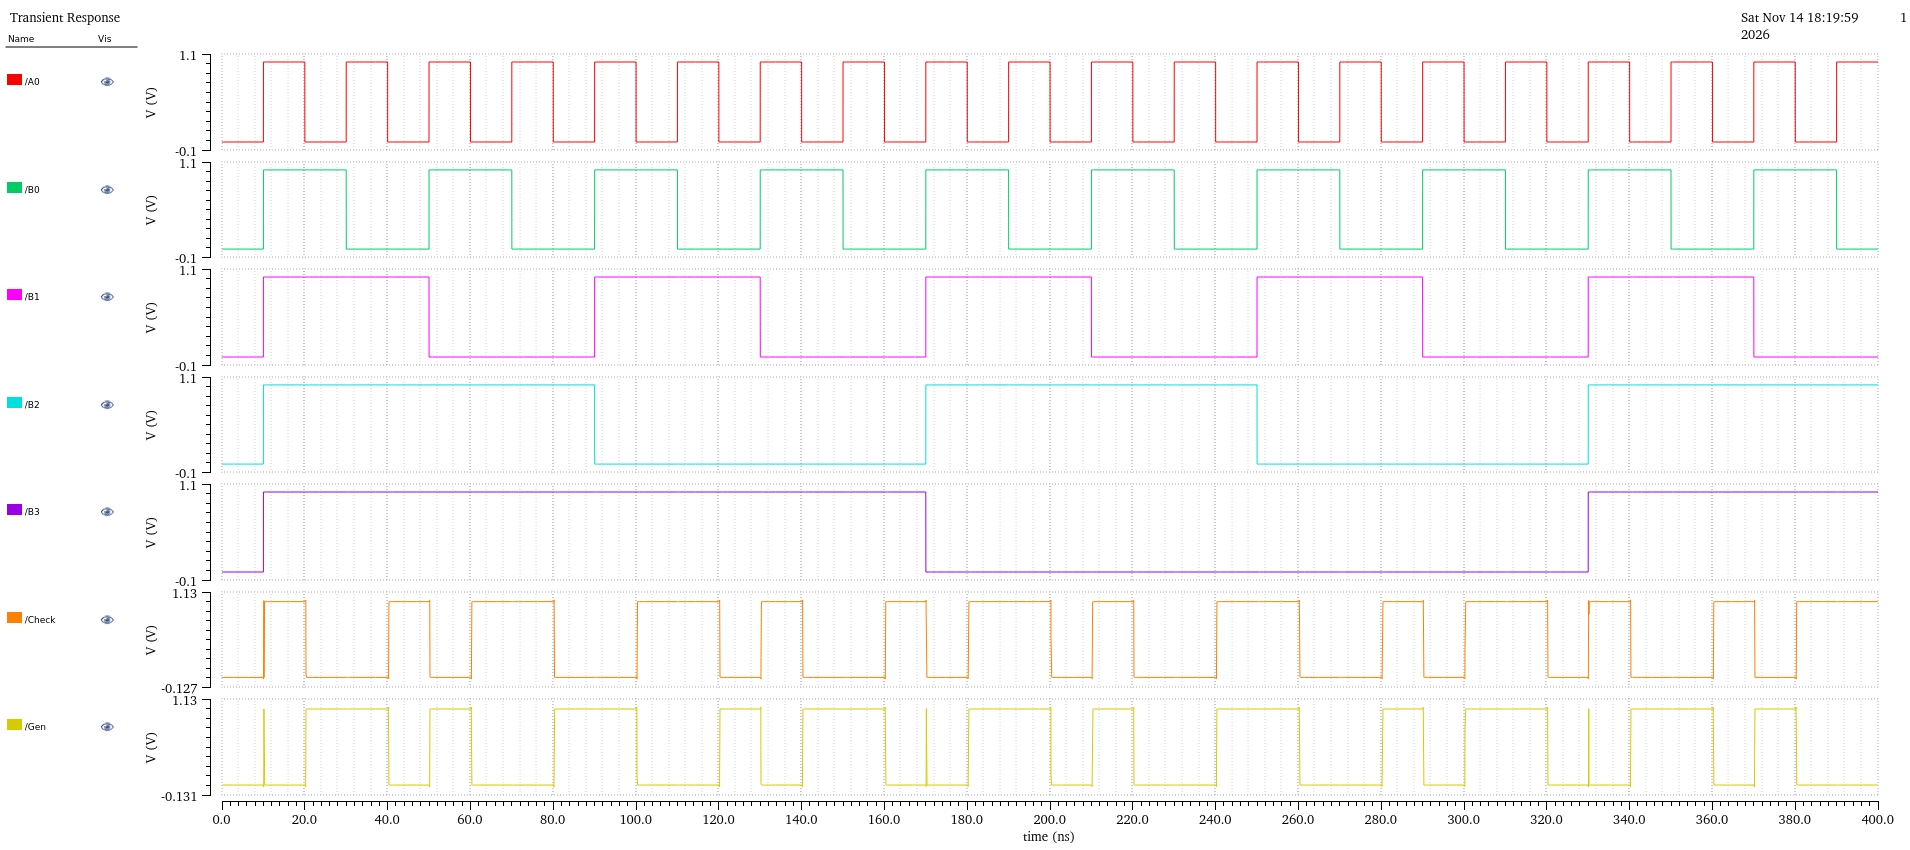 Transient Response
Sat Nov 14 18:19:59 1
2026
Name Vis
/A0
/B0
/B1
/B2
/B3
/Check
/Gen
1.1
V (V)
-0.1
1.1
V (V)
-0.1
1.1
V (V)
-0.1
1.1
V (V)
-0.1
1.1
V (V)
-0.1
1.13
V (V)
-0.127
1.13
V (V)
-0.131
0.0 20.0 40.0 60.0 80.0 100.0 120.0 140.0 160.0 180.0 200.0 220.0 240.0 260.0 280.0 300.0 320.0 340.0 360.0 380.0 400.0
time (ns)